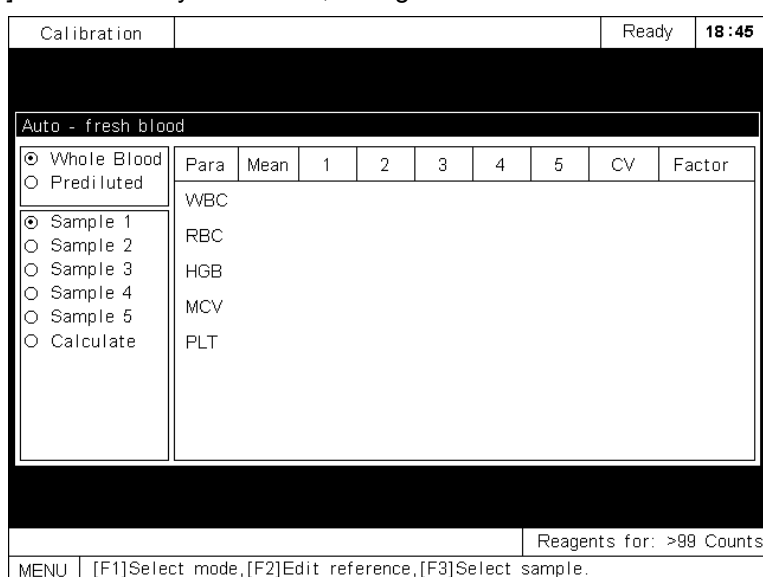 Calibration Ready 18:45
Auto - fresh blood
Whole Blood
Prediluted
Sample 1
Sample 2
Sample 3
Sample 4
Sample 5
Calculate
Para Mean 1 2 3 4 5 CV Factor
WBC
RBC
HGB
MCV
PLT
Reagents for: >99 Counts
MENU [F1]Select mode,[F2]Edit reference,[F3]Select sample.